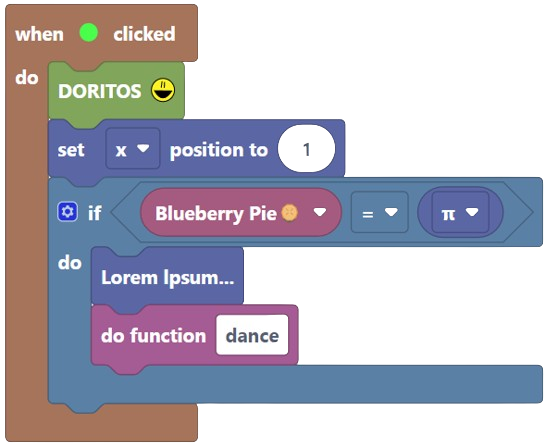 when clicked
do
DORITOS
set x position to 1
if Blueberry Pie = π
do
Lorem Ipsum...
do function dance